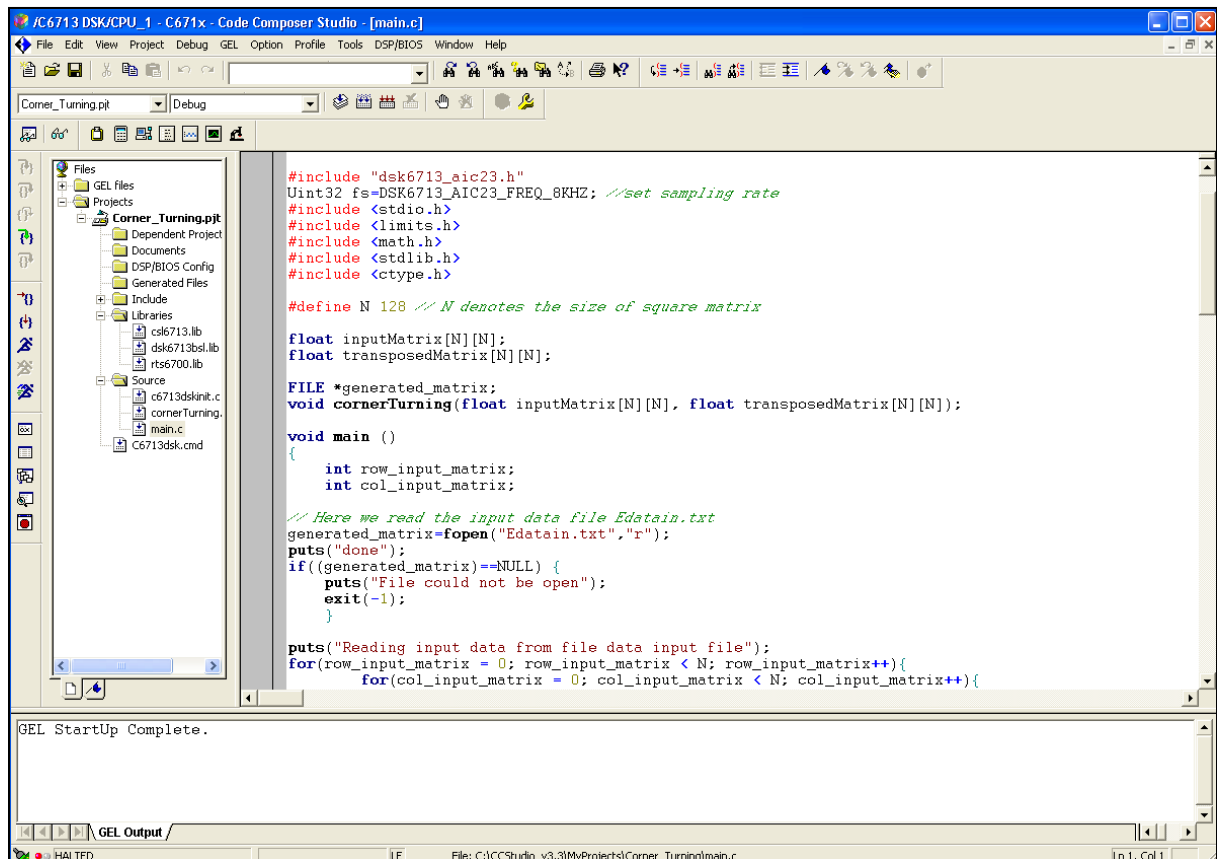 /C6713 DSK/CPU_1 - C671x - Code Composer Studio - [main.c]
File Edit View Project Debug GEL Option Profile Tools DSP/BIOS Window Help
Corner_Turning.pjt
Debug
Files
GEL files
Projects
Corner_Turning.pjt
Dependent Project
Documents
DSP/BIOS Config
Generated Files
Include
Libraries
csl6713.lib
dsk6713bsl.lib
rts6700.lib
Source
c6713dskinit.c
cornerTurning.
main.c
C6713dsk.cmd
#include "dsk6713_aic23.h"
Uint32 fs=DSK6713_AIC23_FREQ_8KHZ; //set sampling rate
#include <stdio.h>
#include <limits.h>
#include <math.h>
#include <stdlib.h>
#include <ctype.h>
#define N 128 // N denotes the size of square matrix
float inputMatrix[N][N];
float transposedMatrix[N][N];
FILE *generated_matrix;
void cornerTurning(float inputMatrix[N][N], float transposedMatrix[N][N]);
void main ()
{
int row_input_matrix;
int col_input_matrix;
// Here we read the input data file Edatain.txt
generated_matrix=fopen("Edatain.txt","r");
puts("done");
if((generated_matrix)==NULL) {
puts("File could not be open");
exit(-1);
}
puts("Reading input data from file data input file");
for(row_input_matrix = 0; row_input_matrix < N; row_input_matrix++){
for(col_input_matrix = 0; col_input_matrix < N; col_input_matrix++){
GEL StartUp Complete.
GEL Output
HALTED
LE
File: C:\CCStudio_v3.3\MyProjects\Corner_Turning\main.c
Ln 1, Col 1